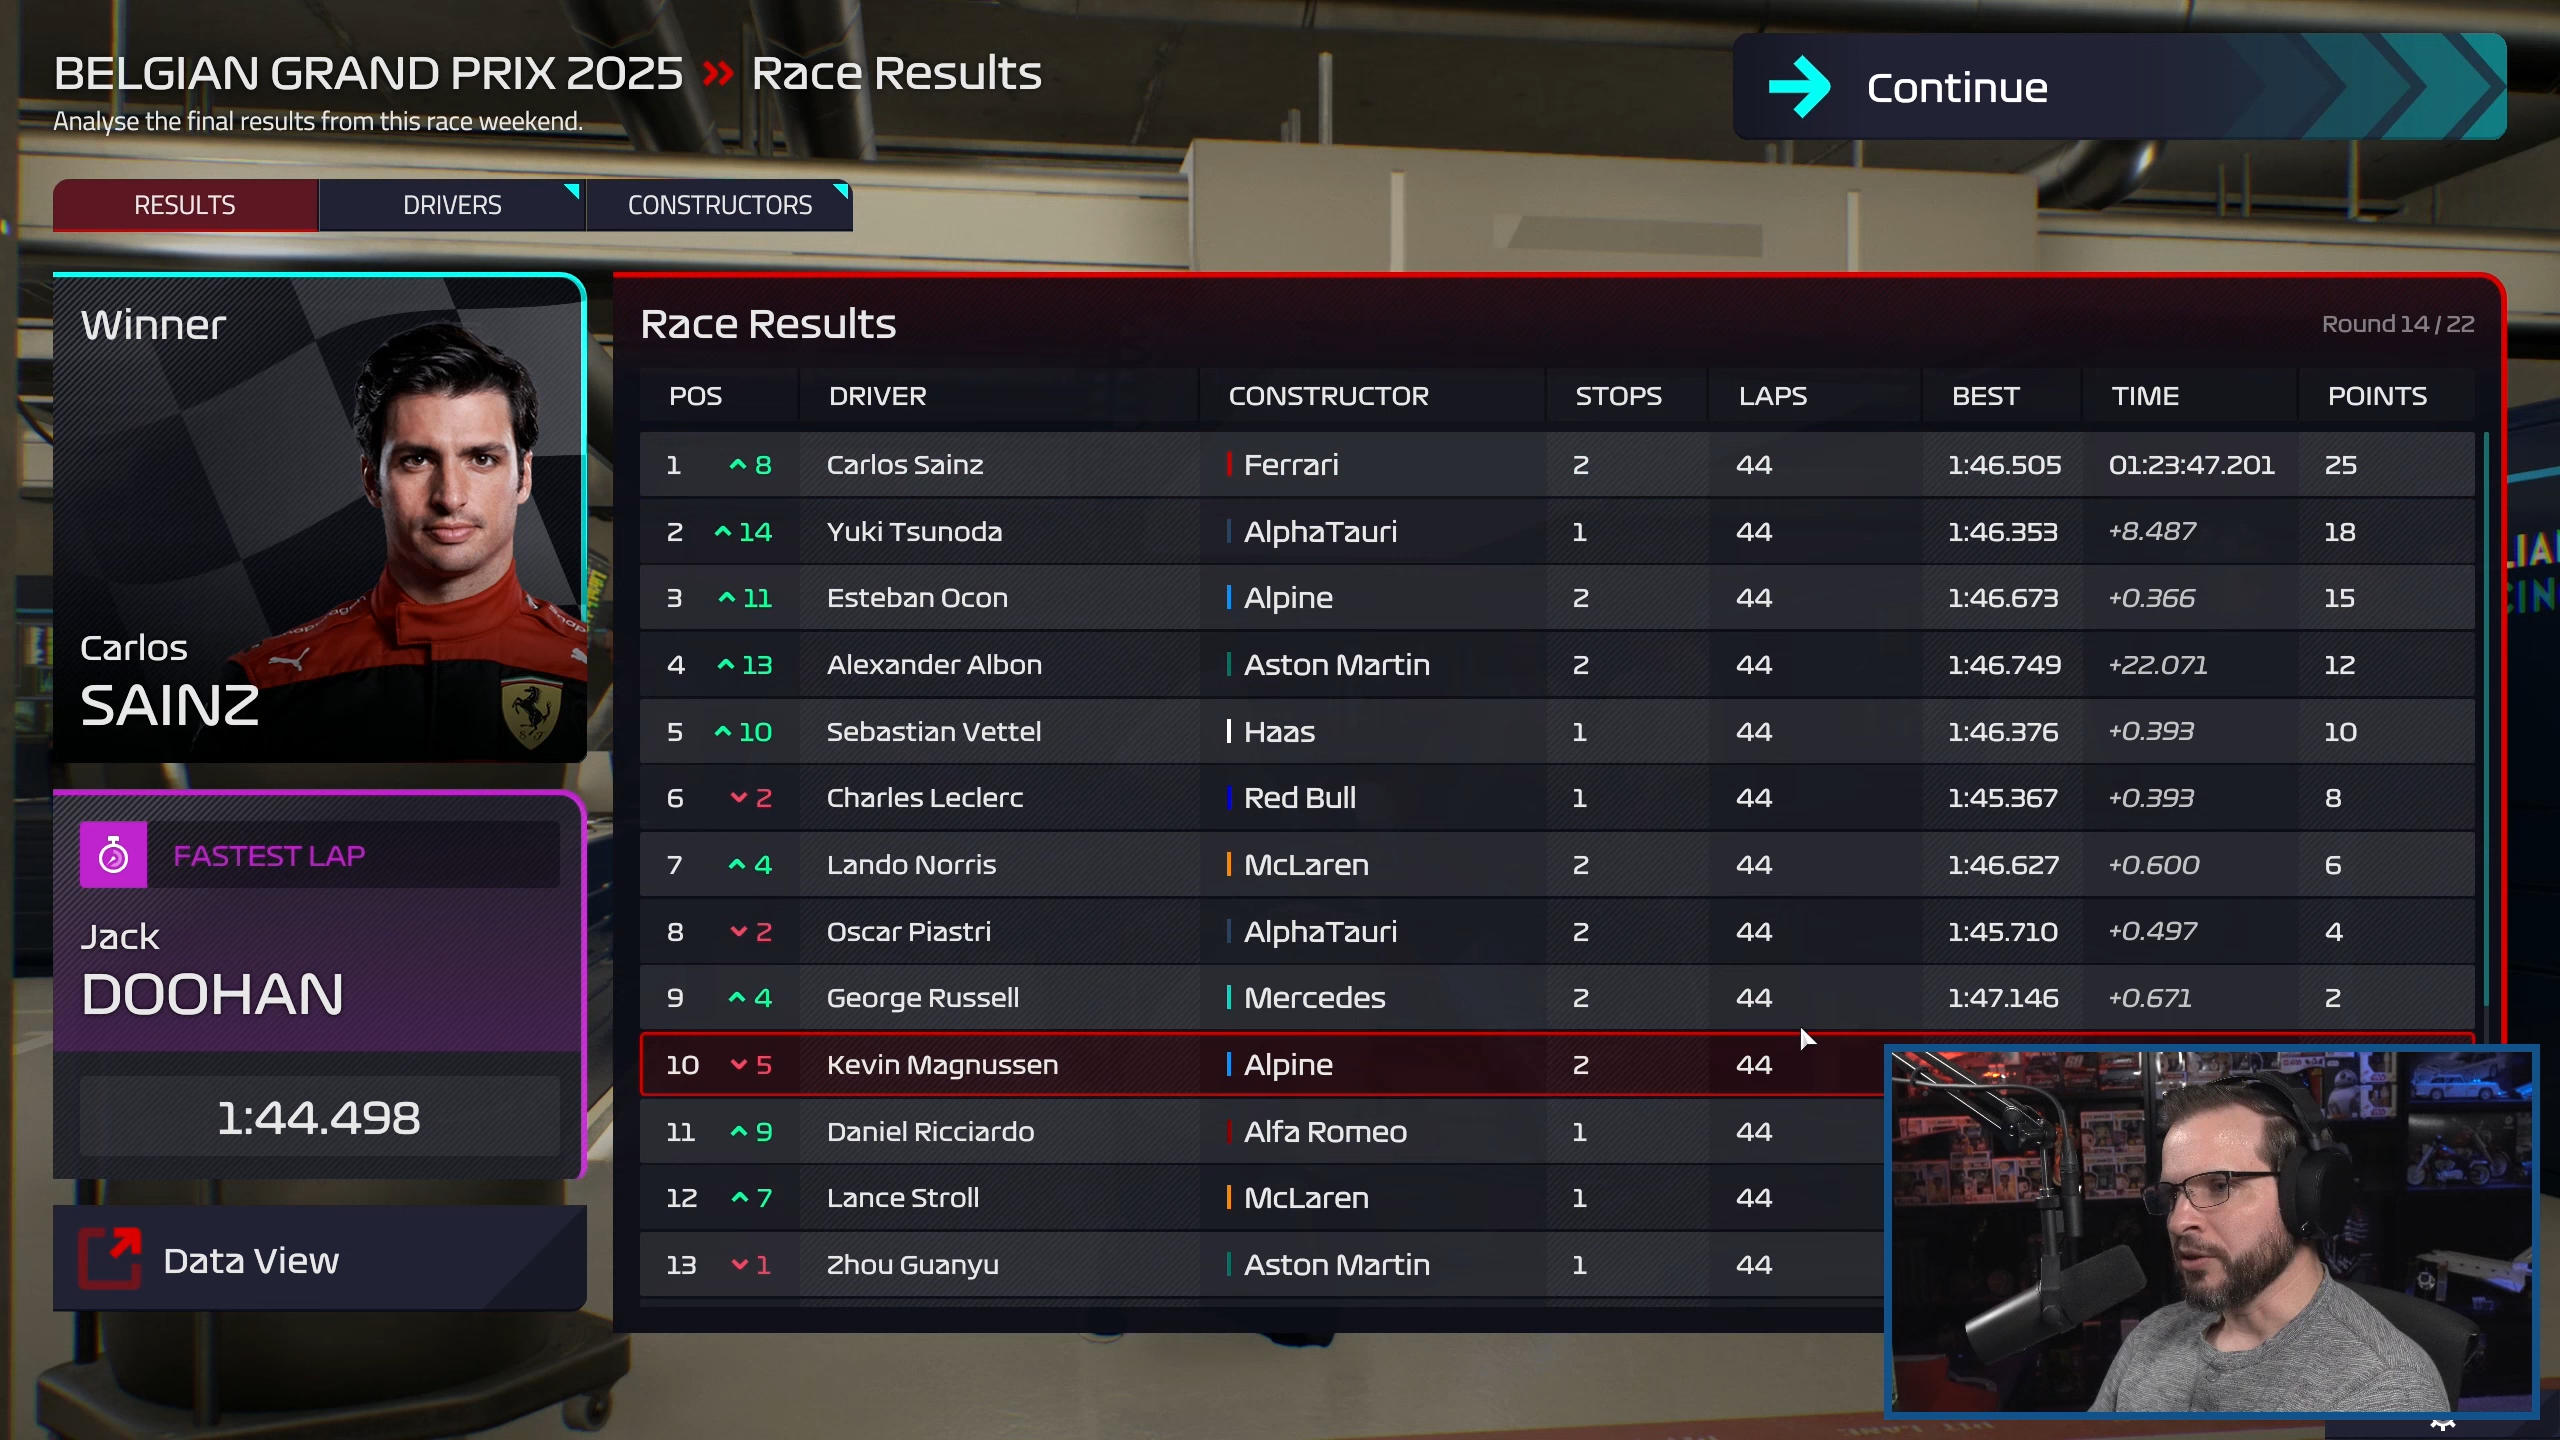 BELGIAN GRAND PRIX 2025 » Race Results
Analyse the final results from this race weekend.
Continue
RESULTS DRIVERS CONSTRUCTORS
Winner
Carlos
SAINZ
FASTEST LAP
Jack
DOOHAN
1:44.498
Data View
Race Results Round 14 / 22
POS DRIVER CONSTRUCTOR STOPS LAPS BEST TIME POINTS
1 8 Carlos Sainz Ferrari 2 44 1:46.505 01:23:47.201 25
2 14 Yuki Tsunoda AlphaTauri 1 44 1:46.353 +8.487 18
3 11 Esteban Ocon Alpine 2 44 1:46.673 +0.366 15
4 13 Alexander Albon Aston Martin 2 44 1:46.749 +22.071 12
5 10 Sebastian Vettel Haas 1 44 1:46.376 +0.393 10
6 2 Charles Leclerc Red Bull 1 44 1:45.367 +0.393 8
7 4 Lando Norris McLaren 2 44 1:46.627 +0.600 6
8 2 Oscar Piastri AlphaTauri 2 44 1:45.710 +0.497 4
9 4 George Russell Mercedes 2 44 1:47.146 +0.671 2
10 5 Kevin Magnussen Alpine 2 44
11 9 Daniel Ricciardo Alfa Romeo 1 44
12 7 Lance Stroll McLaren 1 44
13 1 Zhou Guanyu Aston Martin 1 44